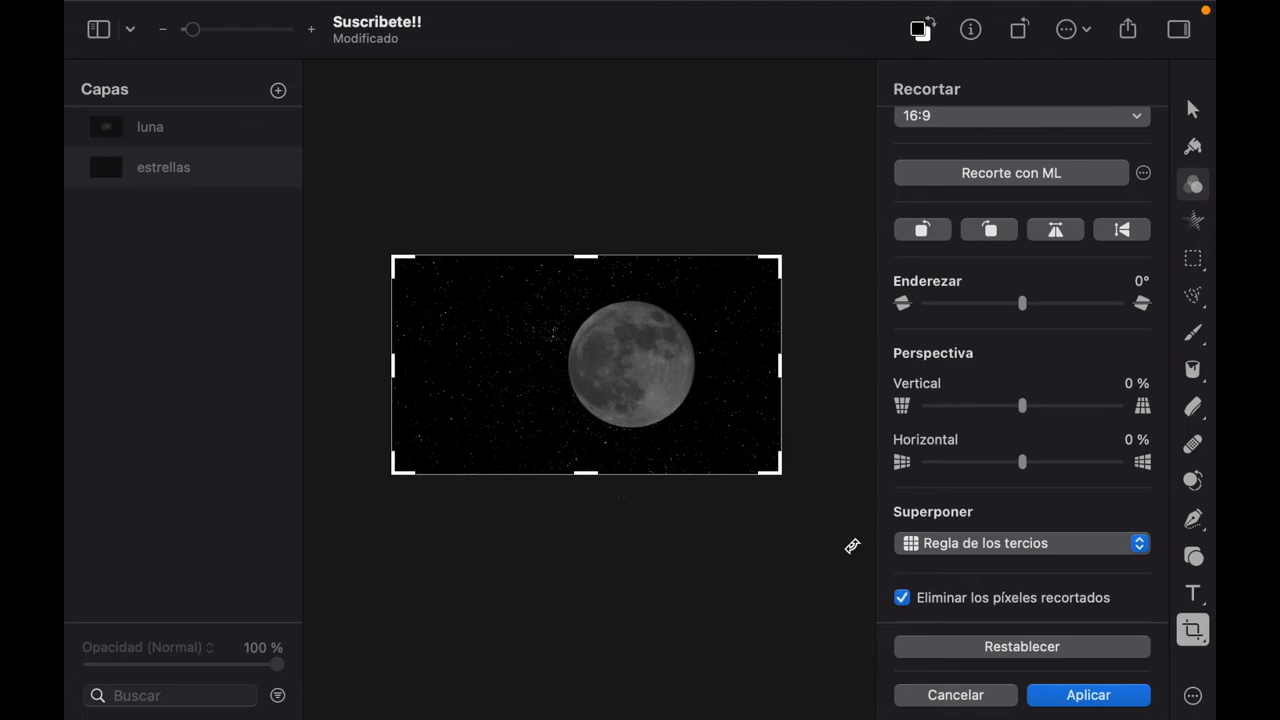 Suscribete!!
Modificado
Capas
luna
estrellas
Opacidad (Normal)
100 %
Buscar
Recortar
16:9
Recorte con ML
Enderezar
0°
Perspectiva
Vertical
0 %
Horizontal
0 %
Superponer
Regla de los tercios
Eliminar los píxeles recortados
Restablecer
Cancelar
Aplicar